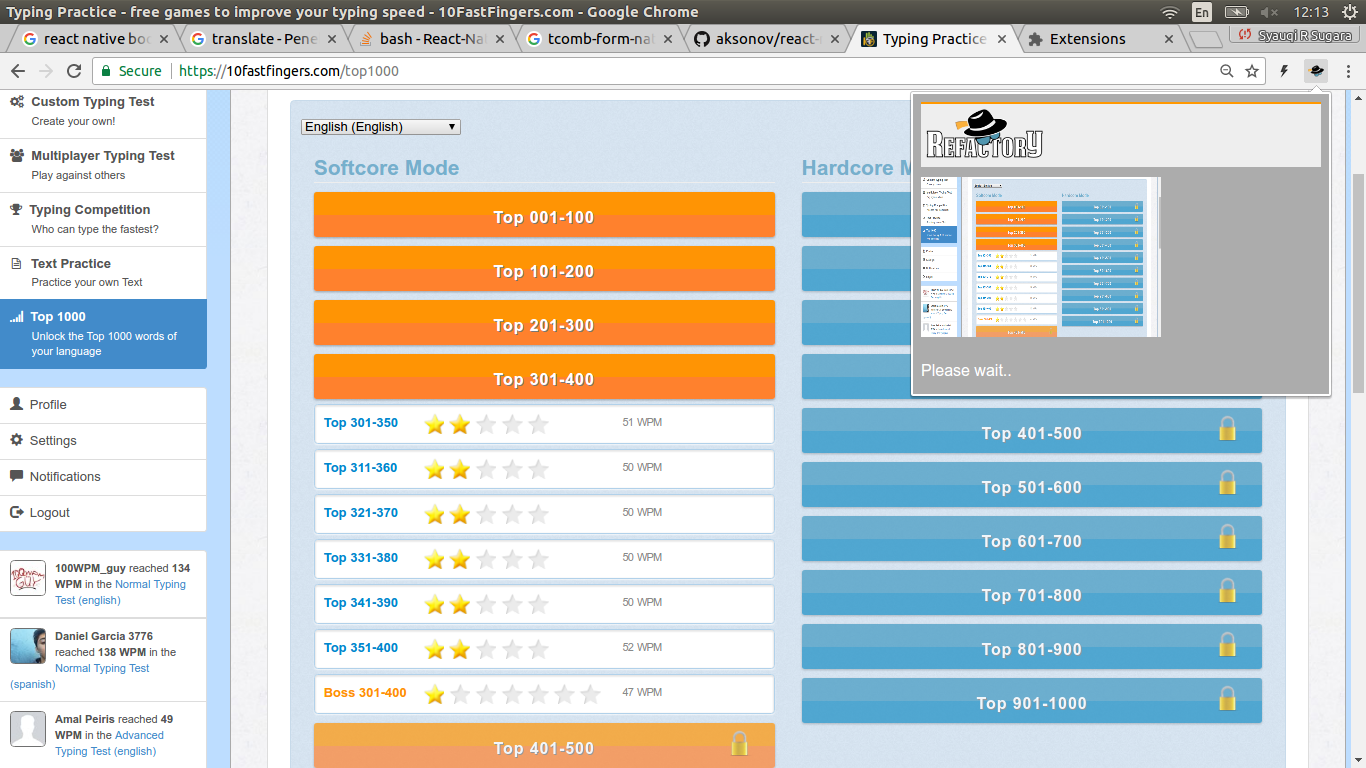 Typing Practice - free games to improve your typing speed - 10FastFingers.com - Google Chrome
En
12:13
react native boo
translate - Pene
bash - React-Na
tcomb-form-nat
aksonov/react-n
Typing Practice
Extensions
Syauqi R Sugara
Secure
https://10fastfingers.com/top1000
Custom Typing Test
Create your own!
Multiplayer Typing Test
Play against others
Typing Competition
Who can type the fastest?
Text Practice
Practice your own Text
Top 1000
Unlock the Top 1000 words of
your language
Profile
Settings
Notifications
Logout
100WPM_guy reached 134
WPM in the Normal Typing
Test (english)
Daniel Garcia 3776
reached 138 WPM in the
Normal Typing Test
(spanish)
Amal Peiris reached 49
WPM in the Advanced
Typing Test (english)
English (English)
Softcore Mode
Top 001-100
Top 101-200
Top 201-300
Top 301-400
Top 301-350
51 WPM
Top 311-360
50 WPM
Top 321-370
50 WPM
Top 331-380
50 WPM
Top 341-390
50 WPM
Top 351-400
52 WPM
Boss 301-400
47 WPM
Top 401-500
Hardcore M
Top 401-500
Top 501-600
Top 601-700
Top 701-800
Top 801-900
Top 901-1000
REFACTORY
Please wait..